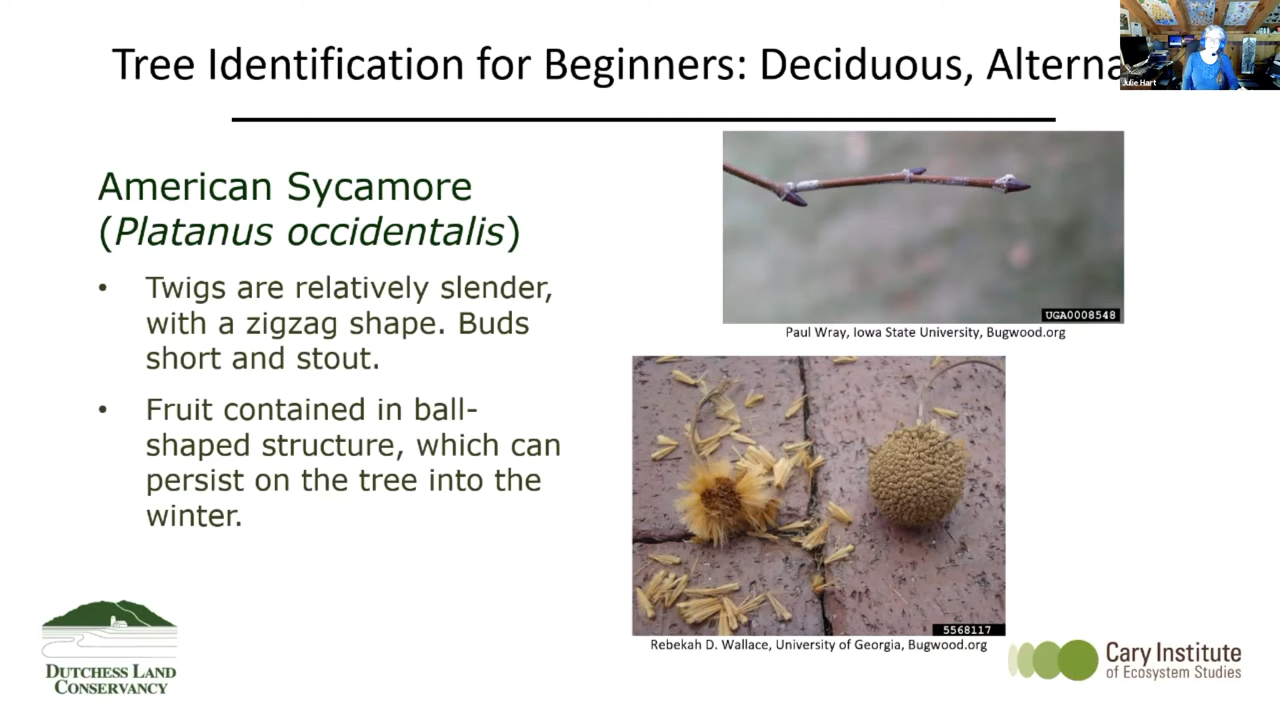 Tree Identification for Beginners: Deciduous, Alterna
Julie Hart
American Sycamore
(Platanus occidentalis)
• Twigs are relatively slender,
with a zigzag shape. Buds
short and stout.
• Fruit contained in ball-
shaped structure, which can
persist on the tree into the
winter.
UGA0008548
Paul Wray, Iowa State University, Bugwood.org
5568117
Rebekah D. Wallace, University of Georgia, Bugwood.org
DUTCHESS LAND
CONSERVANCY
Cary Institute
of Ecosystem Studies